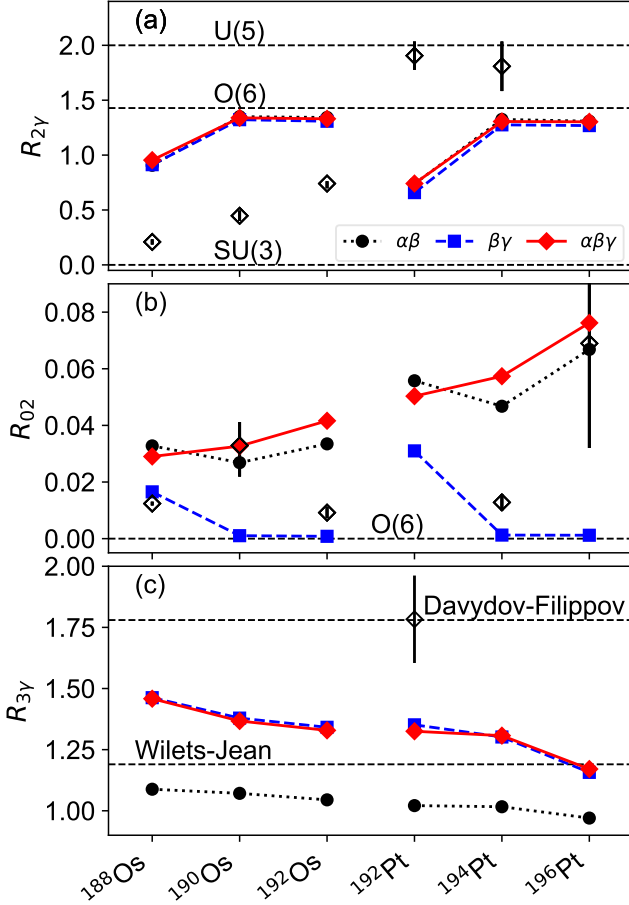 (a)
U(5)
2.0
O(6)
1.5
R2γ
1.0
0.5
SU(3)
αβ βγ αβγ
0.0
(b)
0.08
0.06
R02
0.04
0.02
O(6)
0.00
2.00
(c)
Davydov-Filippov
1.75
R3γ
1.50
Wilets-Jean
1.25
1.00
188Os 190Os 192Os 192Pt 194Pt 196Pt